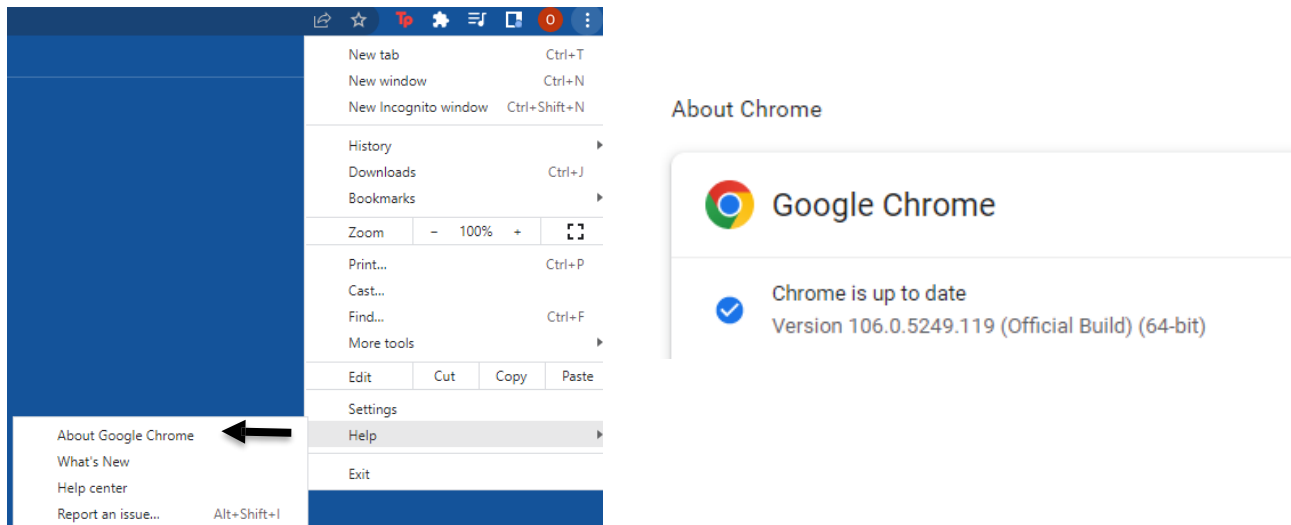 Tp
O
New tab Ctrl+T
New window Ctrl+N
New Incognito window Ctrl+Shift+N
History
Downloads Ctrl+J
Bookmarks
Zoom - 100% +
Print... Ctrl+P
Cast...
Find... Ctrl+F
More tools
Edit Cut Copy Paste
Settings
Help
Exit
About Google Chrome
What's New
Help center
Report an issue... Alt+Shift+I
About Chrome
Google Chrome
Chrome is up to date
Version 106.0.5249.119 (Official Build) (64-bit)